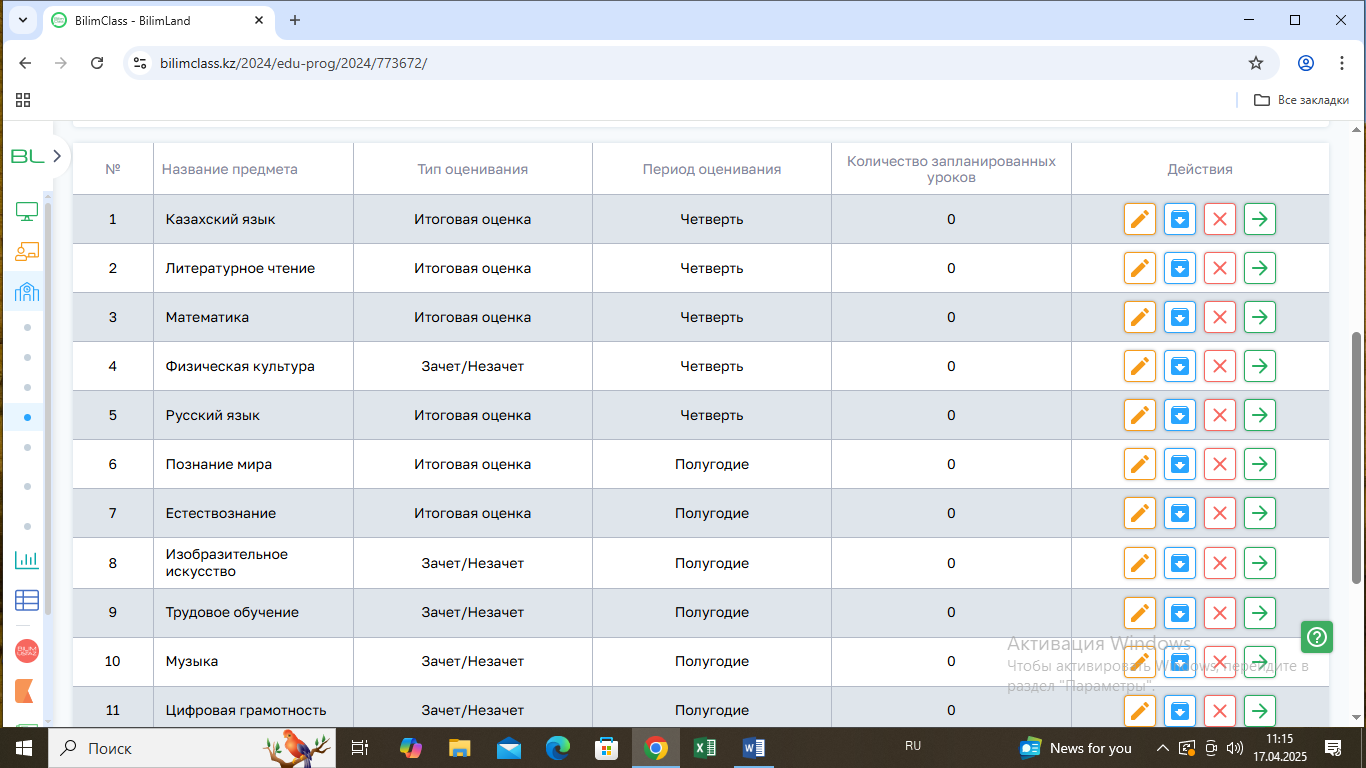 BilimClass - BilimLand
bilimclass.kz/2024/edu-prog/2024/773672/
Все закладки
BL
№ Название предмета Тип оценивания Период оценивания Количество запланированных уроков Действия
1 Казахский язык Итоговая оценка Четверть 0
2 Литературное чтение Итоговая оценка Четверть 0
3 Математика Итоговая оценка Четверть 0
4 Физическая культура Зачет/Незачет Четверть 0
5 Русский язык Итоговая оценка Четверть 0
6 Познание мира Итоговая оценка Полугодие 0
7 Естествознание Итоговая оценка Полугодие 0
8 Изобразительное искусство Зачет/Незачет Полугодие 0
9 Трудовое обучение Зачет/Незачет Полугодие 0
10 Музыка Зачет/Незачет Полугодие 0
11 Цифровая грамотность Зачет/Незачет Полугодие 0
Активация Windows
Чтобы активировать Windows, перейдите в
раздел "Параметры".
Поиск
RU
News for you
11:15
17.04.2025